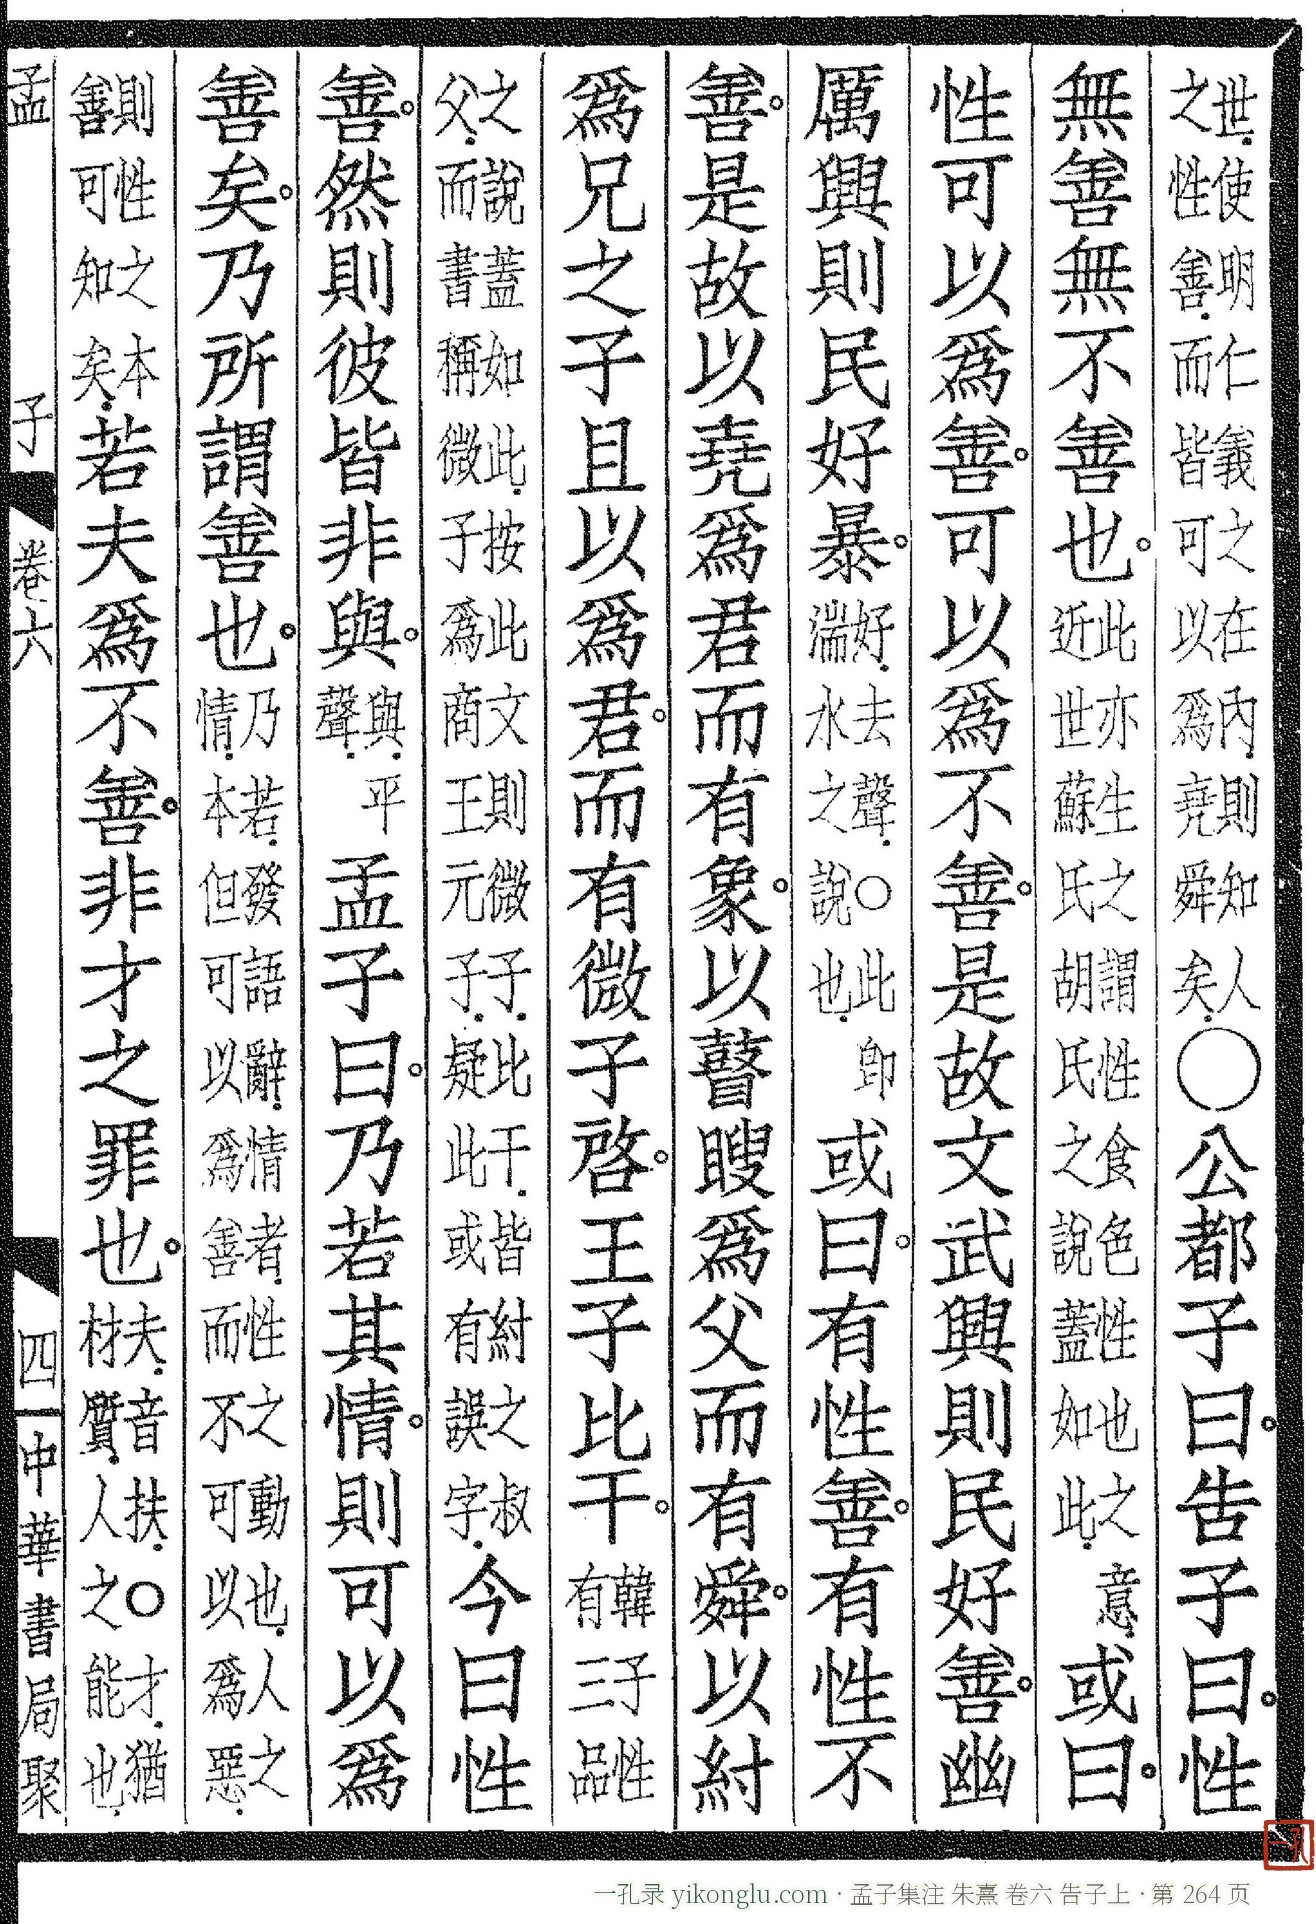 世．使明仁義之在內．則知人之性善．而皆可以爲堯舜矣．○公都子曰。告子曰。性
無善無不善也。此亦生之謂性食色性也之意．近世蘇氏胡氏之說蓋如此．或曰。
性可以爲善。可以爲不善。是故文武興則民好善。幽
厲興則民好暴。好．去聲．○此卽湍水之說也．或曰。有性善。有性不
善。是故以堯爲君而有象。以瞽瞍爲父而有舜。以紂
爲兄之子且以爲君。而有微子啓。王子比干。韓子性有三品
之說蓋如此．按此文則微子．比干．皆紂之叔父．而書稱微子爲商王元子．疑此或有誤字．今曰性
善。然則彼皆非與。與．平聲．孟子曰。乃若其情。則可以爲
善矣。乃所謂善也。乃若．發語辭．情者．性之動也．人之情．本但可以爲善而不可以爲惡．
則性之本善可知矣．若夫爲不善。非才之罪也。夫．音扶．○才．猶材質．人之能也．
孟子 卷六 四 中華書局聚
一孔录 yikonglu.com · 孟子集注 朱熹 卷六 告子上 · 第 264 页